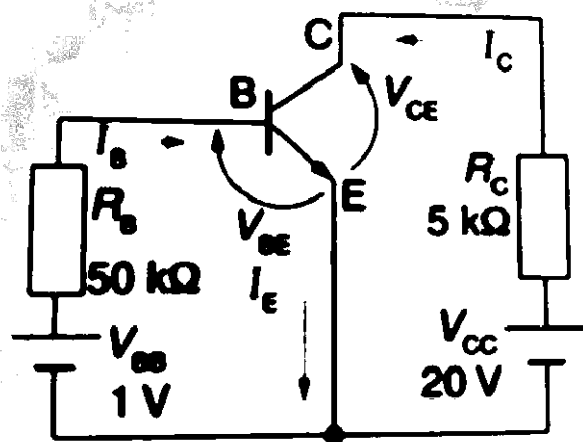 C
I_C
B
V_CE
I_B
R_B
50 kΩ
V_BE
E
I_E
R_C
5 kΩ
V_BB
1 V
V_CC
20 V